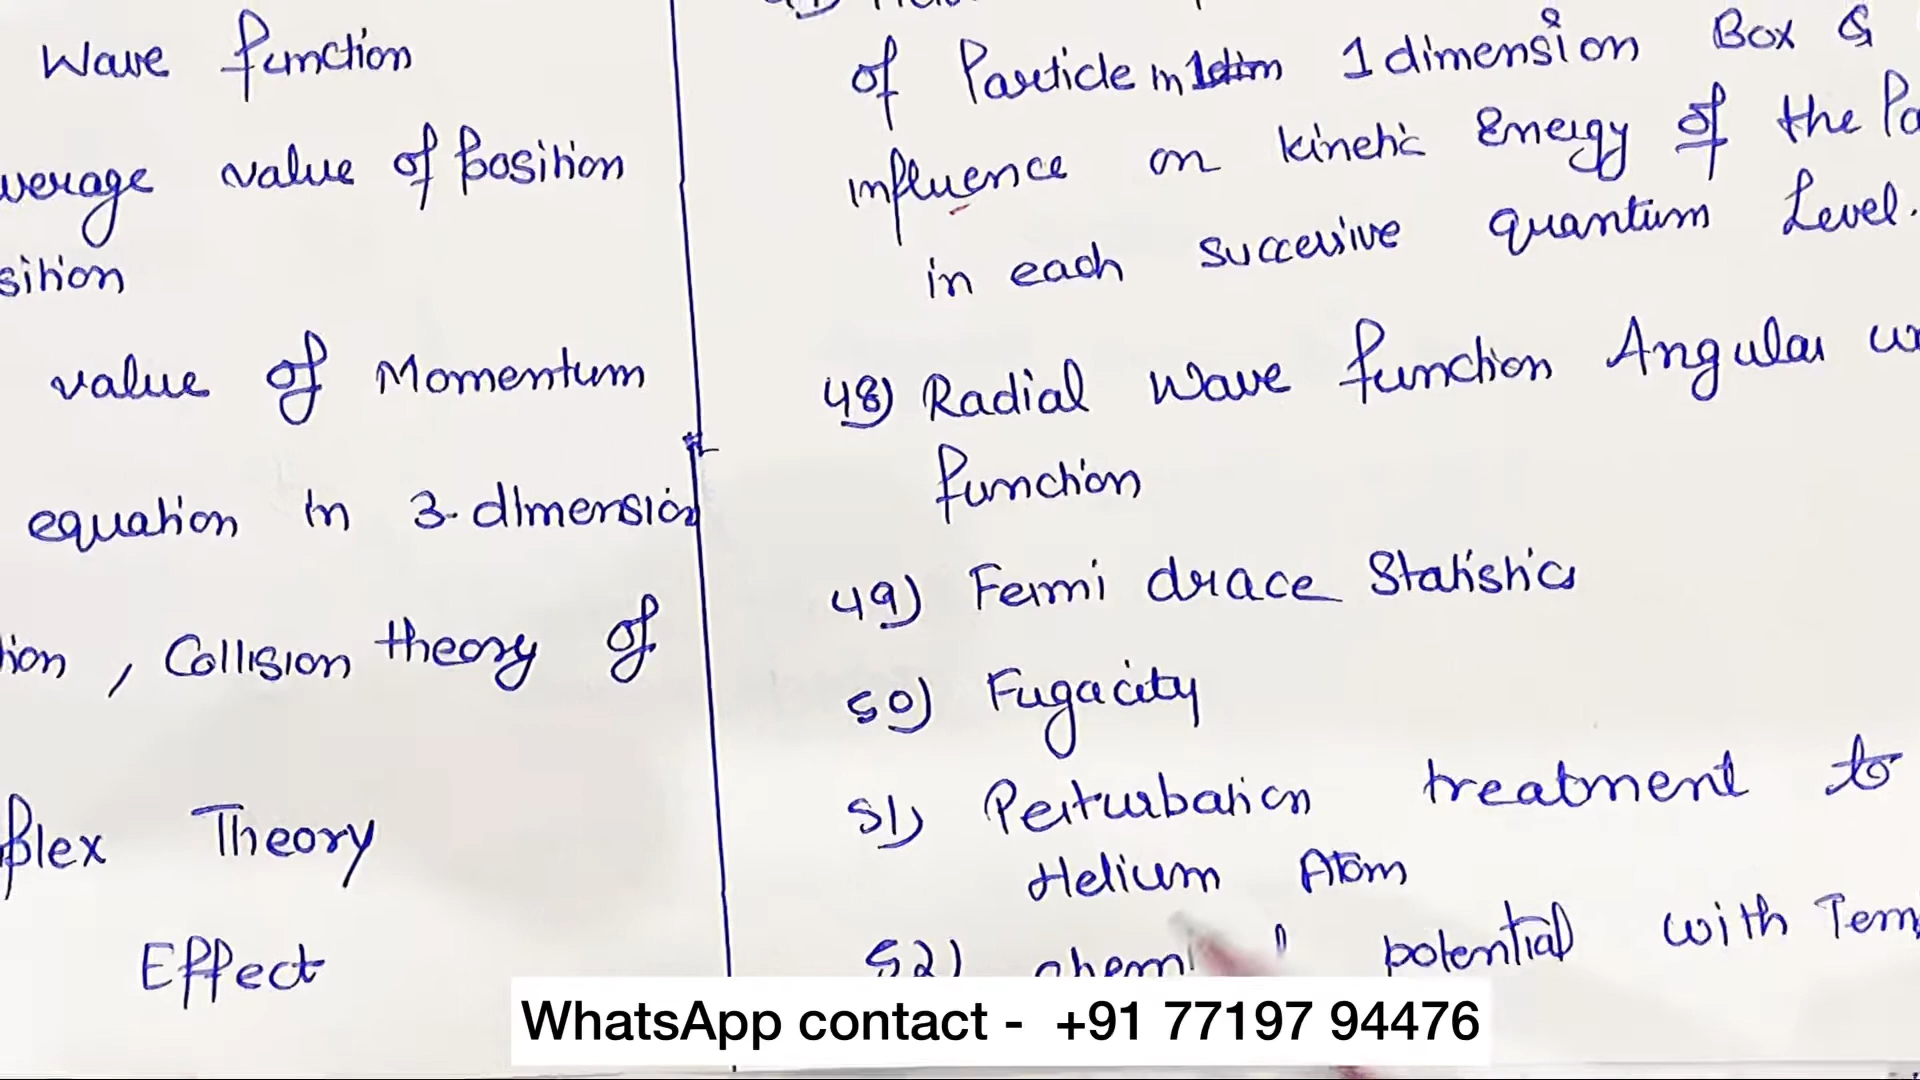 Wave function
verage value of position
sition
value of Momentum
equation in 3-dimension
tion, Collision theory of
plex Theory
Effect
of Particle in 1 dimension Box &
influence on kinetic Energy of the Pa
in each successive quantum Level.
48) Radial Wave function Angular
function
49) Fermi drace Statistics
50) Fugacity
51) Perturbation treatment to
Helium Atom
52) potential with Tem
WhatsApp contact - +91 77197 94476